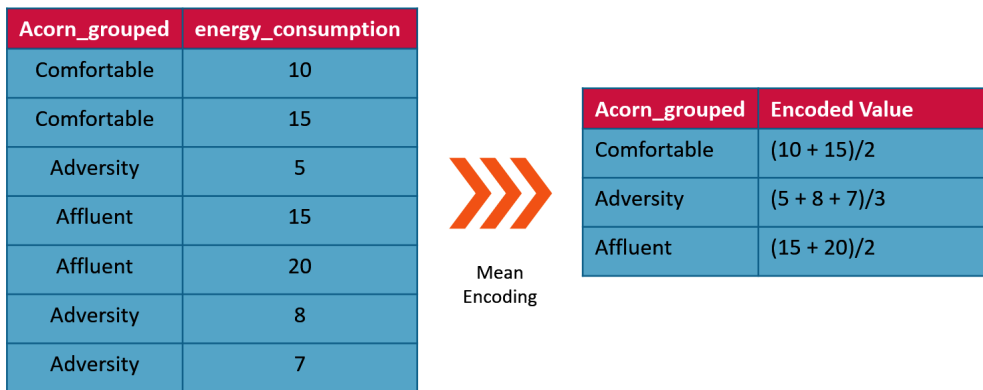 Acorn_grouped energy_consumption
Comfortable 10
Comfortable 15
Adversity 5
Affluent 15
Affluent 20
Adversity 8
Adversity 7
Mean
Encoding
Acorn_grouped Encoded Value
Comfortable (10 + 15)/2
Adversity (5 + 8 + 7)/3
Affluent (15 + 20)/2